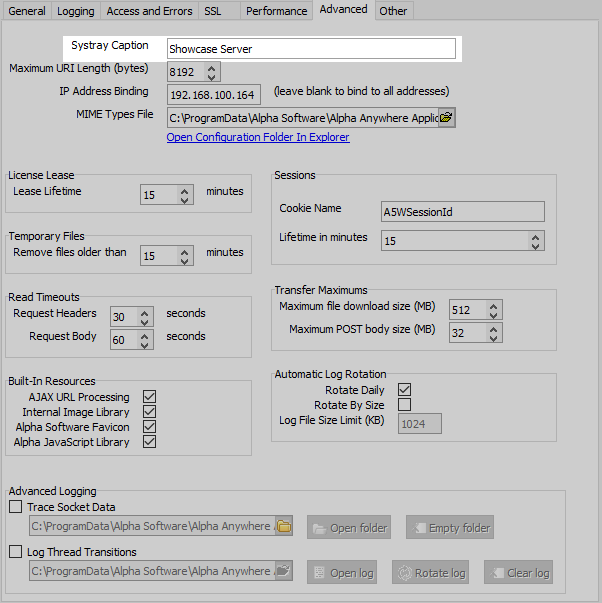 General Logging Access and Errors SSL Performance Advanced Other
Systray Caption Showcase Server
Maximum URI Length (bytes) 8192
IP Address Binding 192.168.100.164 (leave blank to bind to all addresses)
MIME Types File C:\ProgramData\Alpha Software\Alpha Anywhere Applic
Open Configuration Folder In Explorer
License Lease
Lease Lifetime 15 minutes
Sessions
Cookie Name A5WSessionId
Lifetime in minutes 15
Temporary Files
Remove files older than 15 minutes
Read Timeouts
Request Headers 30 seconds
Request Body 60 seconds
Transfer Maximums
Maximum file download size (MB) 512
Maximum POST body size (MB) 32
Built-In Resources
AJAX URL Processing
Internal Image Library
Alpha Software Favicon
Alpha JavaScript Library
Automatic Log Rotation
Rotate Daily
Rotate By Size
Log File Size Limit (KB) 1024
Advanced Logging
Trace Socket Data
C:\ProgramData\Alpha Software\Alpha Anywhere A Open folder Empty folder
Log Thread Transitions
C:\ProgramData\Alpha Software\Alpha Anywhere A Open log Rotate log Clear log